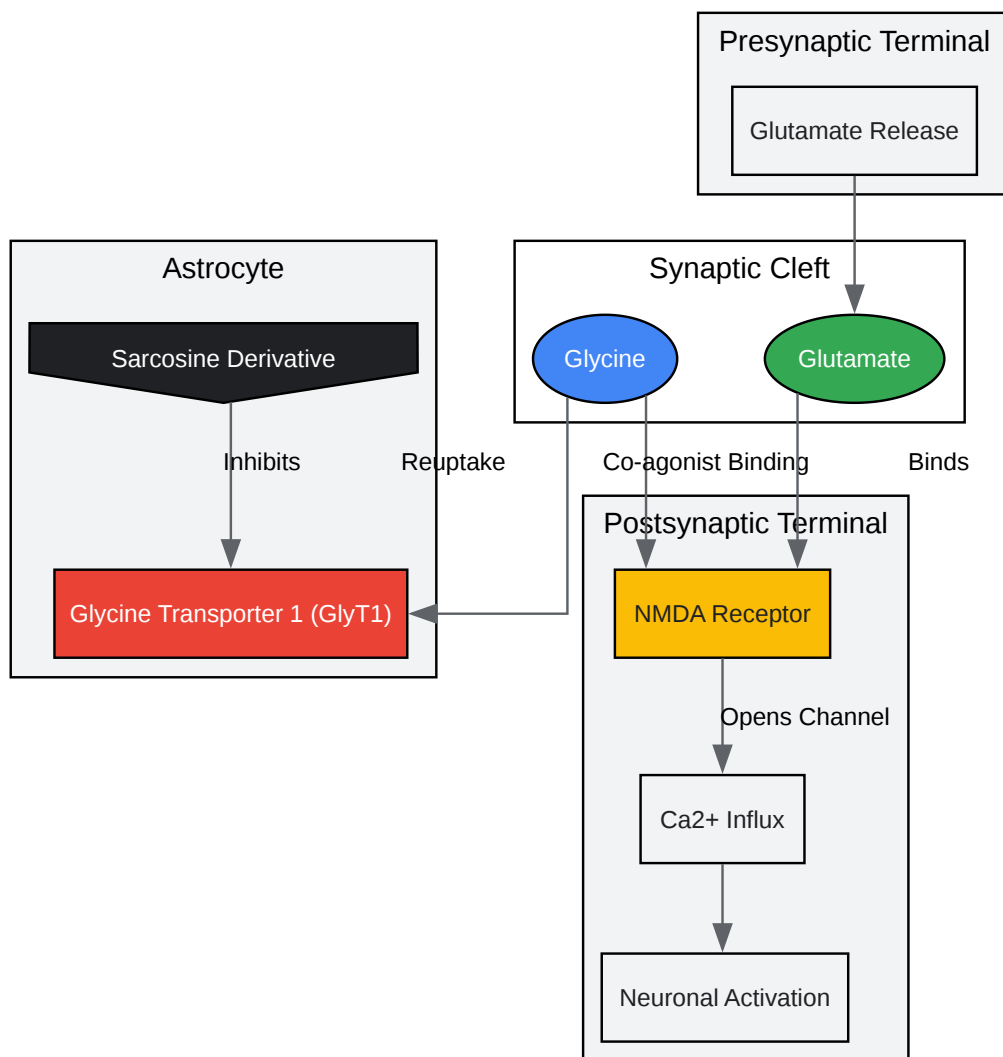 Presynaptic Terminal
Glutamate Release
Astrocyte
Synaptic Cleft
Sarcosine Derivative
Glycine
Glutamate
Inhibits
Reuptake
Co-agonist Binding
Binds
Postsynaptic Terminal
Glycine Transporter 1 (GlyT1)
NMDA Receptor
Opens Channel
Ca2+ Influx
Neuronal Activation